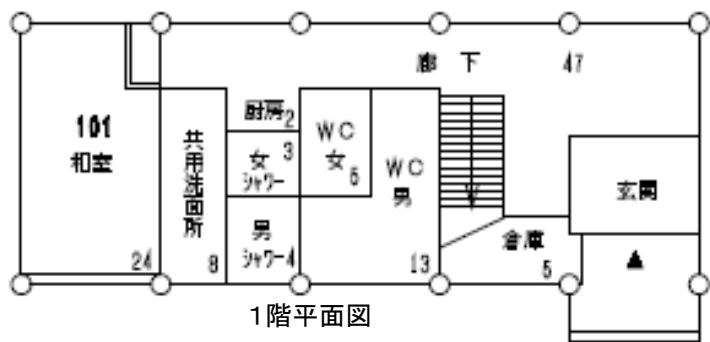 廊下 47
101
和室
24
共用洗面所
8
厨房 2
女
シャワー
3
男
シャワー 4
WC
女
6
WC
男
13
倉庫
5
玄関
▲
1階平面図